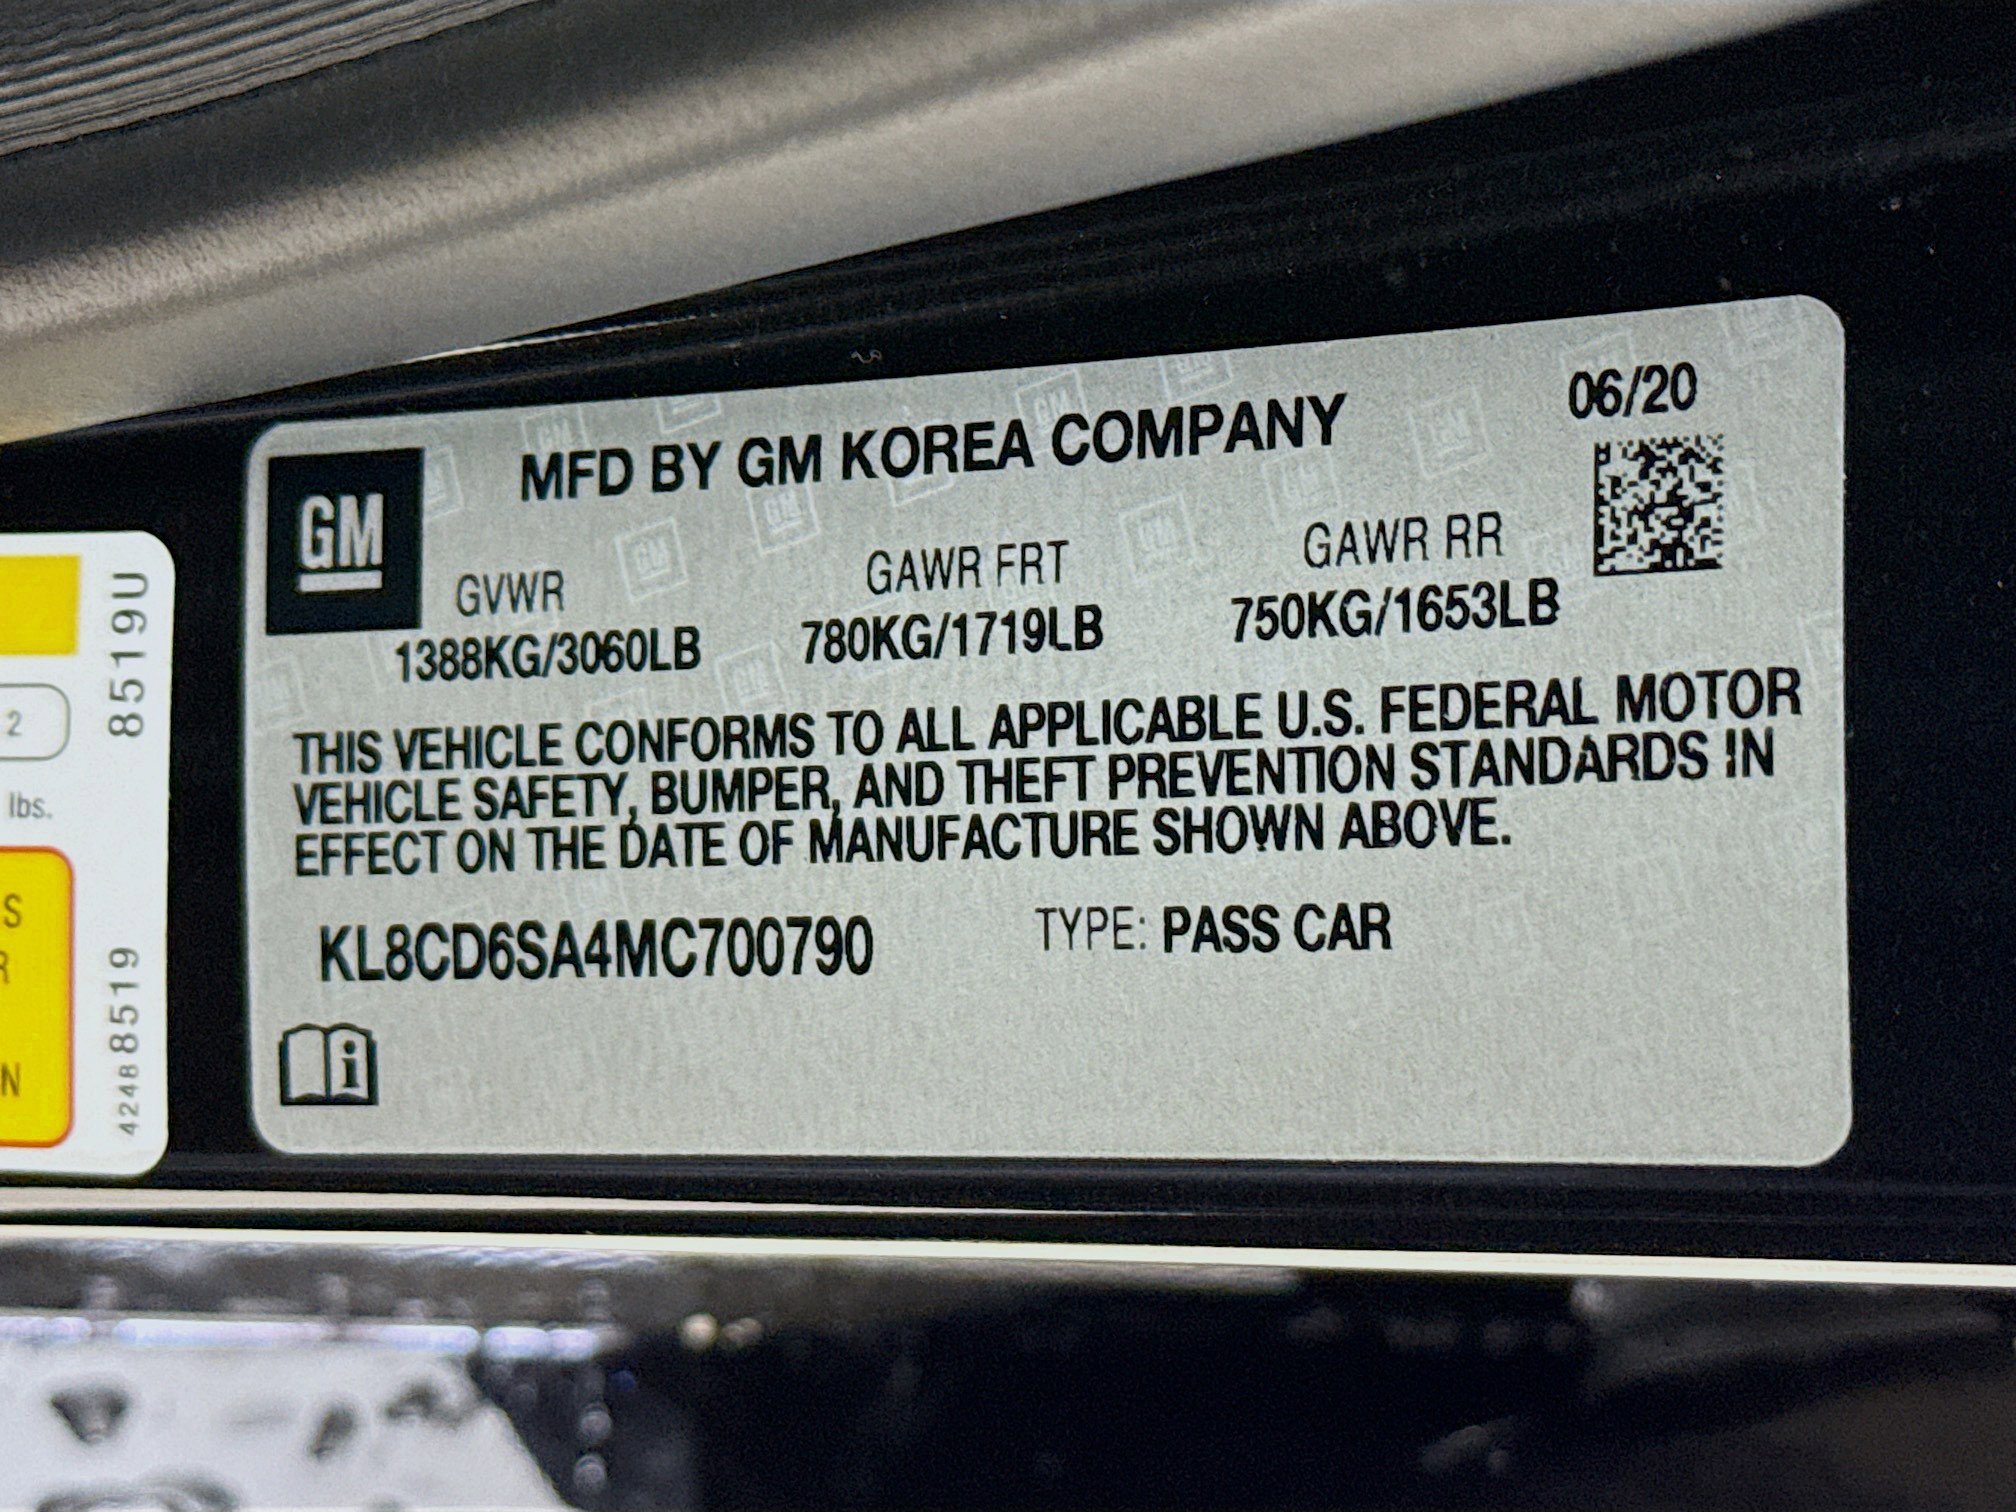 06/20
MFD BY GM KOREA COMPANY
GM
GVWR GAWR FRT GAWR RR
1388KG/3060LB 780KG/1719LB 750KG/1653LB
THIS VEHICLE CONFORMS TO ALL APPLICABLE U.S. FEDERAL MOTOR
VEHICLE SAFETY, BUMPER, AND THEFT PREVENTION STANDARDS IN
EFFECT ON THE DATE OF MANUFACTURE SHOWN ABOVE.
KL8CD6SA4MC700790 TYPE: PASS CAR
i
8519U
2
lbs.
S
R
N
42488519